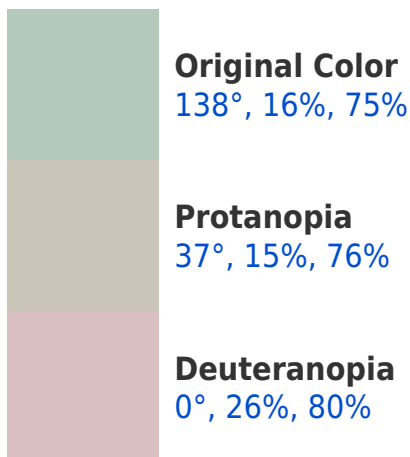 Original Color
138°, 16%, 75%
Protanopia
37°, 15%, 76%
Deuteranopia
0°, 26%, 80%